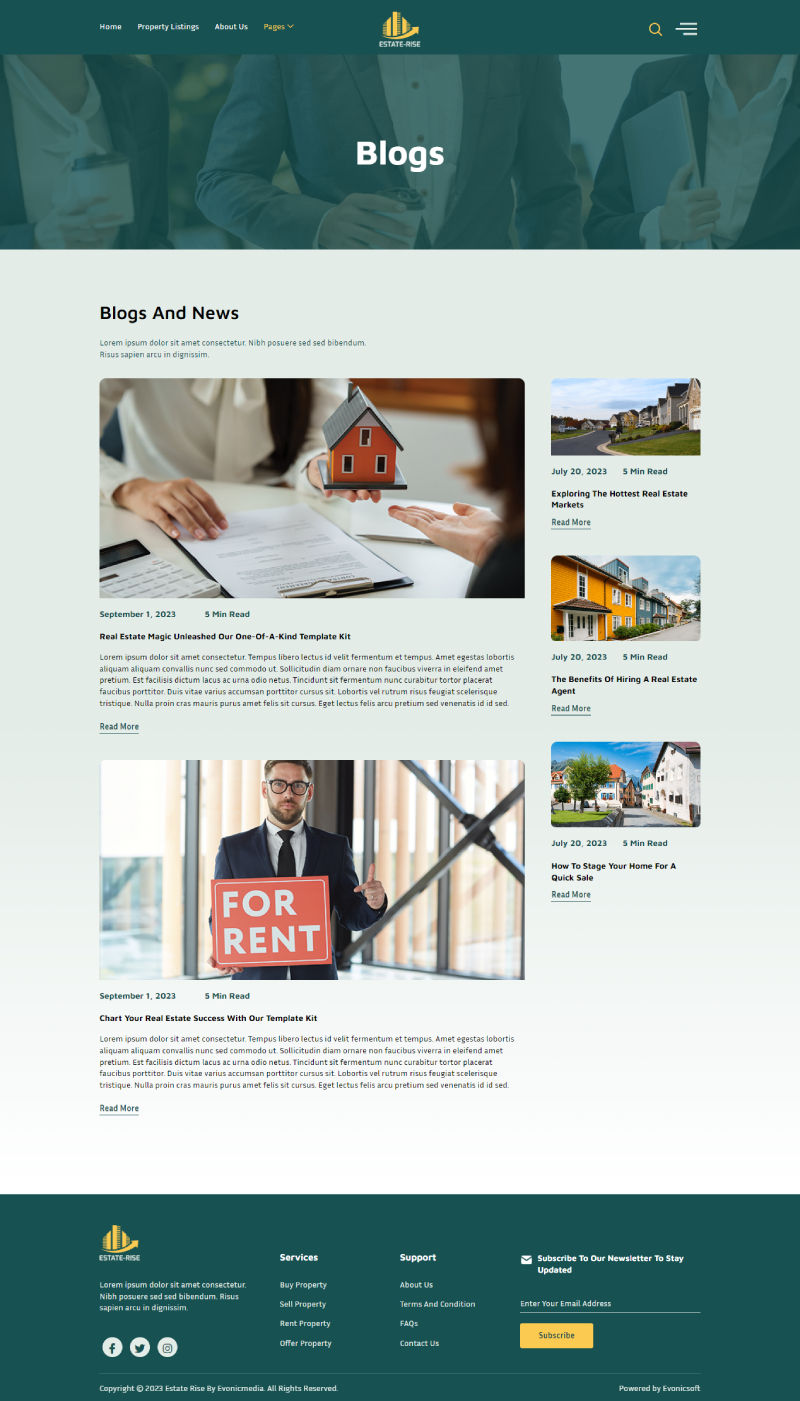 Home Property Listings About Us Pages
ESTATE-RISE
Blogs
Blogs And News
Lorem ipsum dolor sit amet consectetur. Nibh posuere sed sed bibendum.
Risus sapien arcu in dignissim.
September 1, 2023 5 Min Read
Real Estate Magic Unleashed Our One-Of-A-Kind Template Kit
Lorem ipsum dolor sit amet consectetur. Tempus libero lectus id velit fermentum et tempus. Amet egestas lobortis
aliquam aliquam convallis nunc sed commodo ut. Sollicitudin diam ornare non faucibus viverra in eleifend amet
pretium. Est facilisis dictum lacus ac urna odio netus. Tincidunt sit fermentum nunc curabitur tortor placerat
faucibus porttitor. Duis vitae varius accumsan porttitor cursus sit. Lobortis vel rutrum risus feugiat scelerisque
tristique. Nulla proin cras mauris purus amet felis sit cursus. Eget lectus felis arcu pretium sed venenatis id id sed.
Read More
FOR
RENT
September 1, 2023 5 Min Read
Chart Your Real Estate Success With Our Template Kit
Lorem ipsum dolor sit amet consectetur. Tempus libero lectus id velit fermentum et tempus. Amet egestas lobortis
aliquam aliquam convallis nunc sed commodo ut. Sollicitudin diam ornare non faucibus viverra in eleifend amet
pretium. Est facilisis dictum lacus ac urna odio netus. Tincidunt sit fermentum nunc curabitur tortor placerat
faucibus porttitor. Duis vitae varius accumsan porttitor cursus sit. Lobortis vel rutrum risus feugiat scelerisque
tristique. Nulla proin cras mauris purus amet felis sit cursus. Eget lectus felis arcu pretium sed venenatis id id sed.
Read More
July 20, 2023 5 Min Read
Exploring The Hottest Real Estate
Markets
Read More
July 20, 2023 5 Min Read
The Benefits Of Hiring A Real Estate
Agent
Read More
July 20, 2023 5 Min Read
How To Stage Your Home For A
Quick Sale
Read More
ESTATE-RISE
Lorem ipsum dolor sit amet consectetur.
Nibh posuere sed sed bibendum. Risus
sapien arcu in dignissim.
Services
Buy Property
Sell Property
Rent Property
Offer Property
Support
About Us
Terms And Condition
FAQs
Contact Us
Subscribe To Our Newsletter To Stay
Updated
Enter Your Email Address
Subscribe
Copyright © 2023 Estate Rise By Evonicmedia. All Rights Reserved.
Powered by Evonicsoft